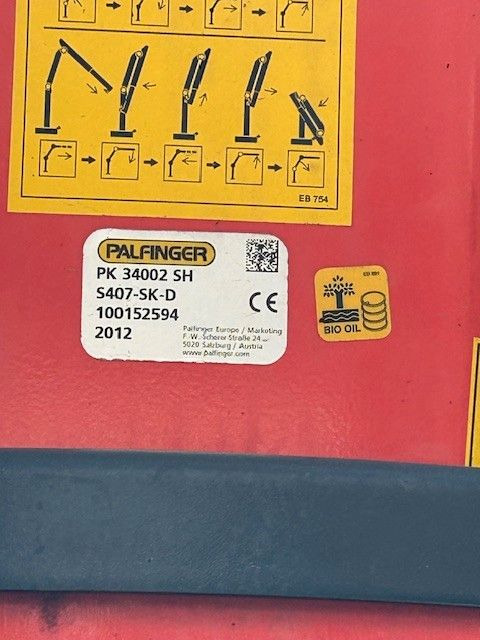 EB 754
PALFINGER
PK 34002 SH
S407-SK-D
100152594
2012
Palfinger Europe / Marketing
F.-W.-Scherer-Straße 24
5020 Salzburg / Austria
www.palfinger.com
CE
BIO OIL